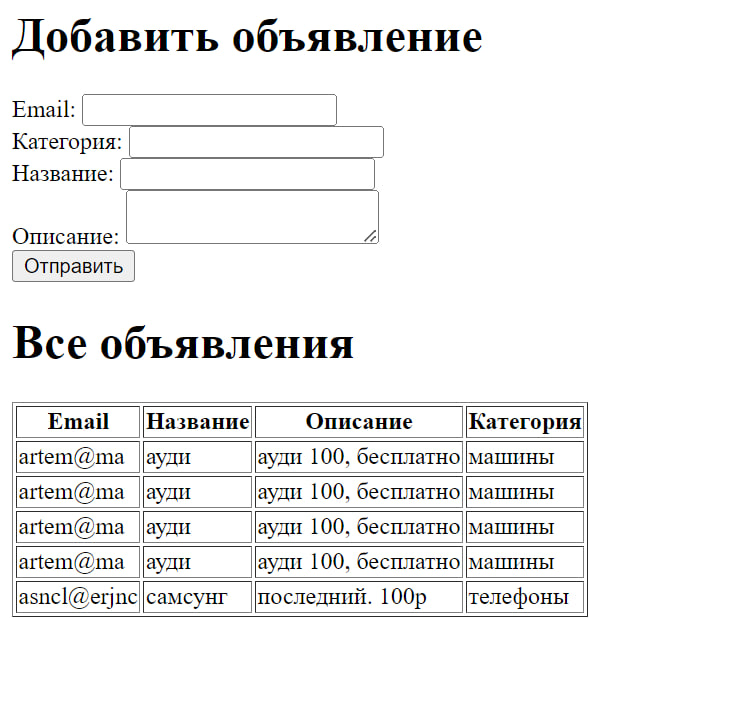 Добавить объявление
Email:
Категория:
Название:
Описание:
Отправить
Все объявления
Email Название Описание Категория
artem@ma ауди ауди 100, бесплатно машины
artem@ma ауди ауди 100, бесплатно машины
artem@ma ауди ауди 100, бесплатно машины
artem@ma ауди ауди 100, бесплатно машины
asncl@erjnc самсунг последний. 100р телефоны